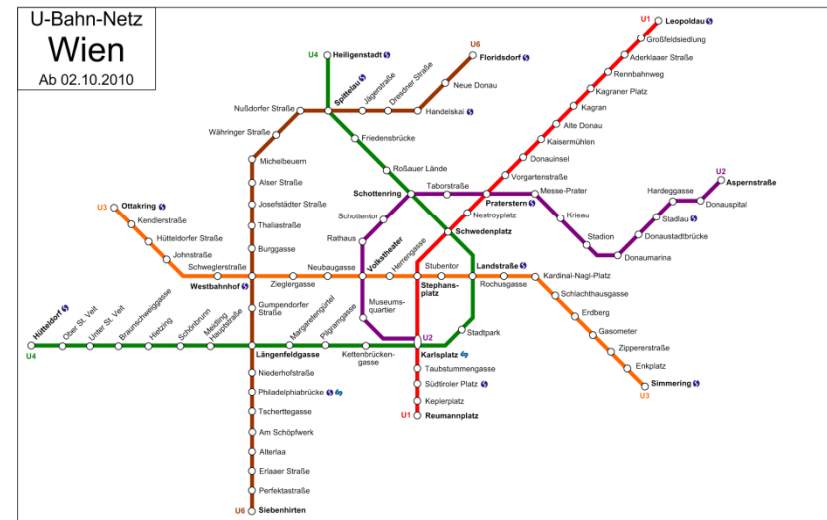 U-Bahn-Netz
Wien
Ab 02.10.2010
U1
Leopoldau
Großfeldsiedlung
Aderklaaer Straße
Rennbahnweg
Kagraner Platz
Kagran
Alte Donau
Kaisermühlen
Donauinsel
Vorgartenstraße
Praterstern
Nestroyplatz
Schwedenplatz
Stephans-
platz
Karlsplatz
Taubstummengasse
Südtiroler Platz
Keplerplatz
U1
Reumannplatz
U4
Heiligenstadt
Spittelau
Friedensbrücke
Roßauer Lände
Schottenring
Landstraße
Stadtpark
Kettenbrücken-
gasse
Pilgramgasse
Margaretengürtel
Längenfeldgasse
Meidling
Hauptstraße
Schönbrunn
Hietzing
Braunschweiggasse
Unter St. Veit
Ober St. Veit
Hütteldorf
U4
U6
Floridsdorf
Neue Donau
Handelskai
Dresdner Straße
Jägerstraße
Nußdorfer Straße
Währinger Straße
Michelbeuern
Alser Straße
Josefstädter Straße
Thaliastraße
Burggasse
Westbahnhof
Gumpendorfer
Straße
Niederhofstraße
Philadelphiabrücke
Tscherttegasse
Am Schöpfwerk
Alterlaa
Erlaaer Straße
Perfektastraße
U6
Siebenhirten
U3
Ottakring
Kendlerstraße
Hütteldorfer Straße
Johnstraße
Schweglerstraße
Zieglergasse
Neubaugasse
Volkstheater
Herrengasse
Stubentor
Rochusgasse
Kardinal-Nagl-Platz
Schlachthausgasse
Erdberg
Gasometer
Zippererstraße
Enkplatz
Simmering
U3
U2
Aspernstraße
Donauspital
Hardeggasse
Stadlau
Donaustadtbrücke
Donaumarina
Stadion
Krieau
Messe-Prater
Taborstraße
Schottentor
Rathaus
Museums-
quartier
U2